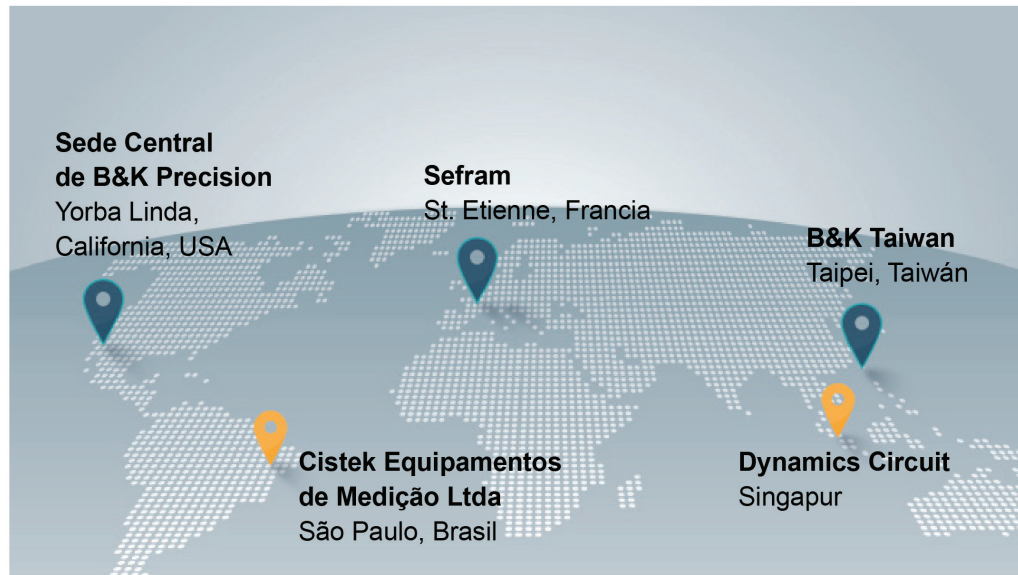 Sede Central
de B&K Precision
Yorba Linda,
California, USA
Sefram
St. Etienne, Francia
B&K Taiwan
Taipei, Taiwán
Cistek Equipamentos
de Medição Ltda
São Paulo, Brasil
Dynamics Circuit
Singapur